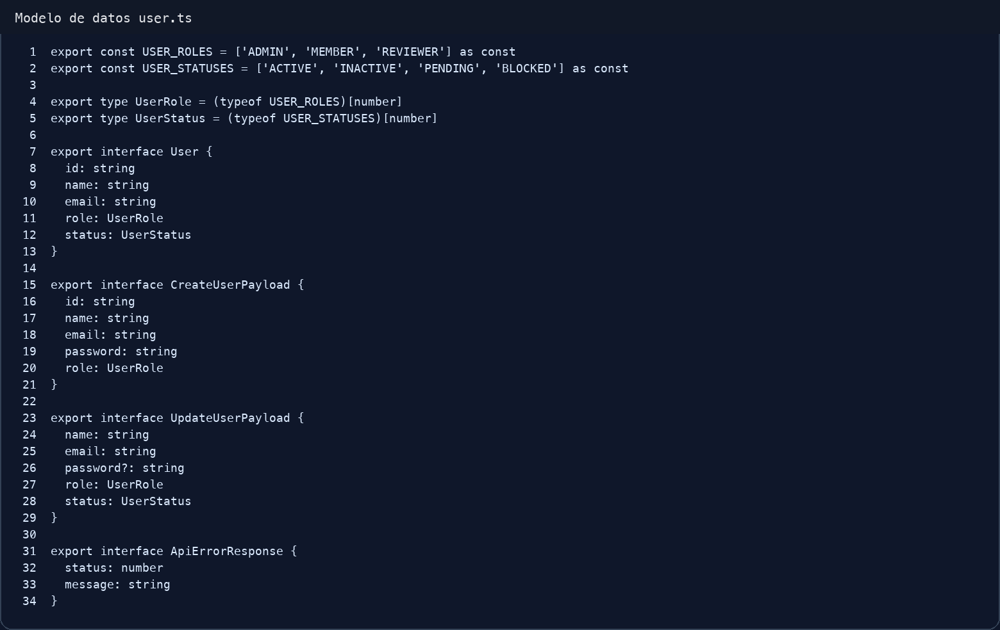 Modelo de datos user.ts
1 export const USER_ROLES = ['ADMIN', 'MEMBER', 'REVIEWER'] as const
2 export const USER_STATUSES = ['ACTIVE', 'INACTIVE', 'PENDING', 'BLOCKED'] as const
3
4 export type UserRole = (typeof USER_ROLES)[number]
5 export type UserStatus = (typeof USER_STATUSES)[number]
6
7 export interface User {
8   id: string
9   name: string
10   email: string
11   role: UserRole
12   status: UserStatus
13 }
14
15 export interface CreateUserPayload {
16   id: string
17   name: string
18   email: string
19   password: string
20   role: UserRole
21 }
22
23 export interface UpdateUserPayload {
24   name: string
25   email: string
26   password?: string
27   role: UserRole
28   status: UserStatus
29 }
30
31 export interface ApiErrorResponse {
32   status: number
33   message: string
34 }